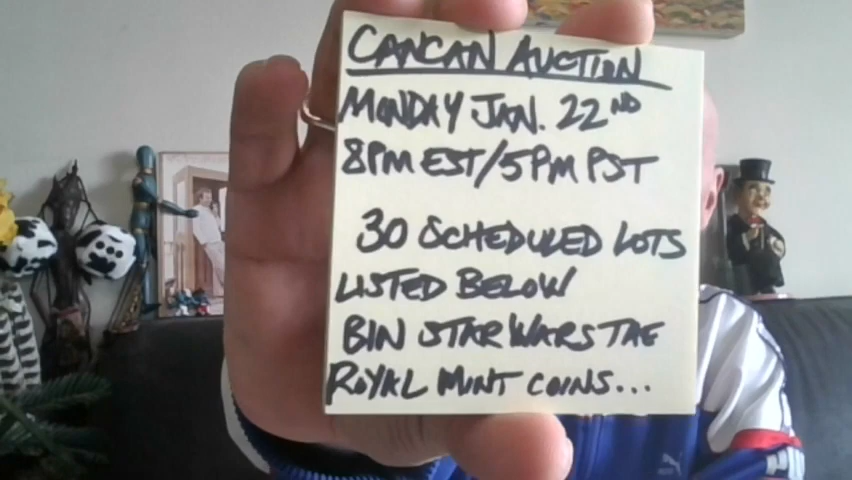 CANCAN AUCTION
MONDAY JAN. 22ND
8PM EST/5PM PST
30 SCHEDULED LOTS
LISTED BELOW
BIN STAR WARS THE
ROYAL MINT COINS...